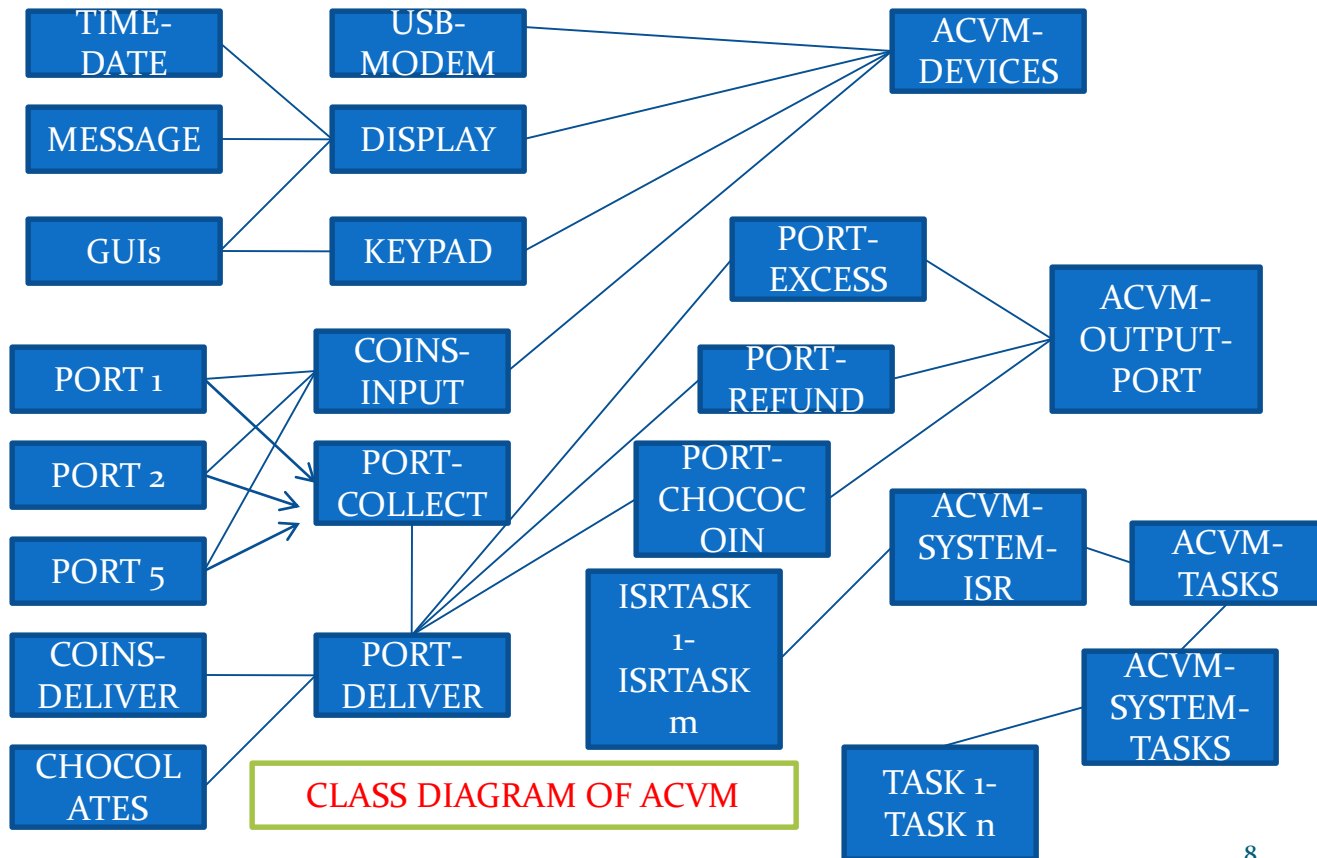 TIME-
DATE
USB-
MODEM
ACVM-
DEVICES
MESSAGE
DISPLAY
GUIs
KEYPAD
PORT-
EXCESS
ACVM-
OUTPUT-
PORT
PORT 1
COINS-
INPUT
PORT-
REFUND
PORT 2
PORT-
COLLECT
PORT-
CHOCOC
OIN
ACVM-
SYSTEM-
ISR
ACVM-
TASKS
PORT 5
ISRTASK
1-
ISRTASK
m
COINS-
DELIVER
PORT-
DELIVER
ACVM-
SYSTEM-
TASKS
CHOCOL
ATES
CLASS DIAGRAM OF ACVM
TASK 1-
TASK n
8